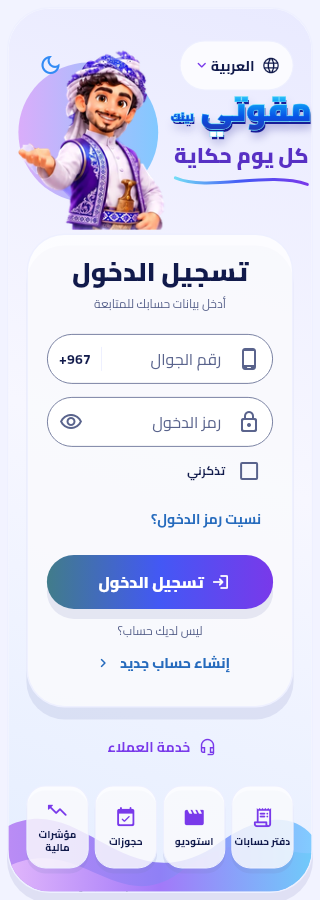 العربية
مقوتي لينك
كل يوم حكاية
تسجيل الدخول
أدخل بيانات حسابك للمتابعة
رقم الجوال
+967
رمز الدخول
تذكرني
نسيت رمز الدخول؟
تسجيل الدخول
ليس لديك حساب؟
إنشاء حساب جديد
خدمة العملاء
دفتر حسابات
استوديو
حجوزات
مؤشرات
مالية